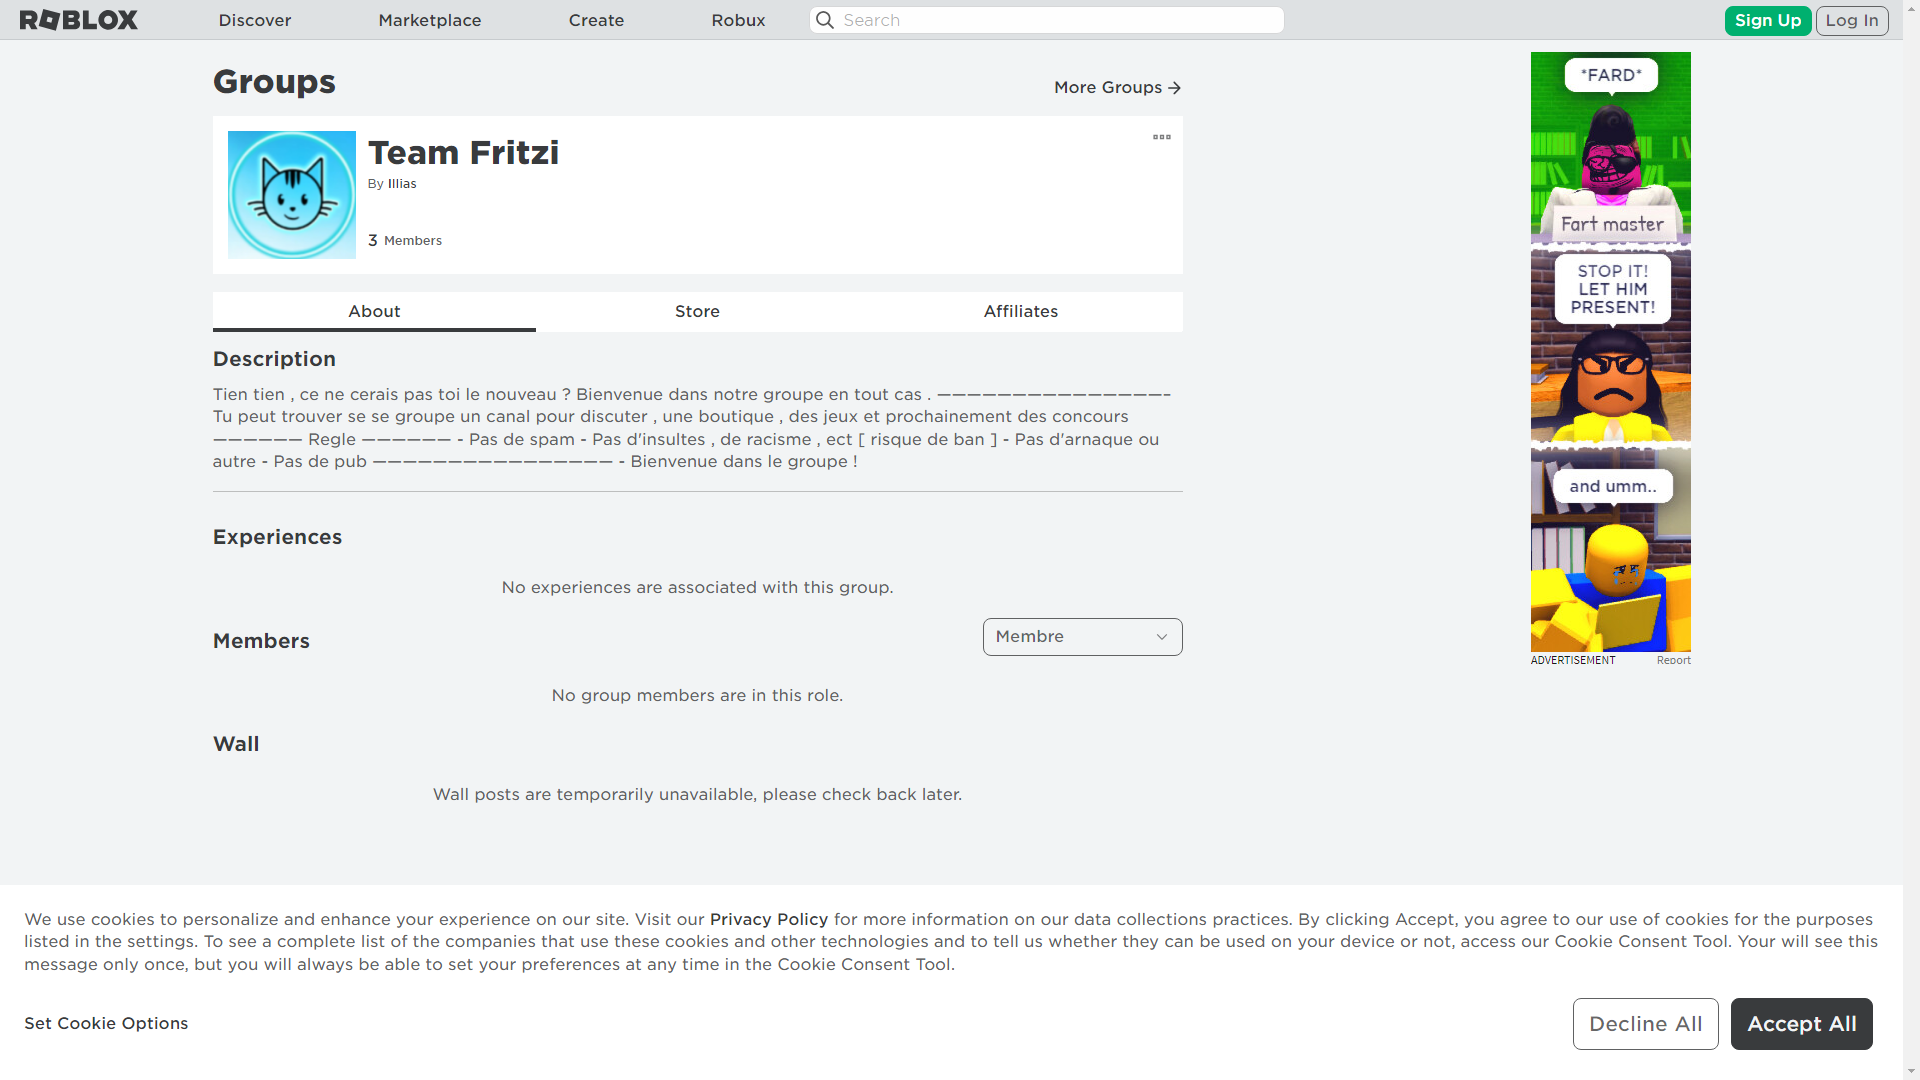 ROBLOX
Discover
Marketplace
Create
Robux
Search
Sign Up
Log In
Groups
More Groups
Team Fritzi
By Illias
3 Members
About
Store
Affiliates
Description
Tien tien , ce ne cerais pas toi le nouveau ? Bienvenue dans notre groupe en tout cas . ————————————————
Tu peut trouver se se groupe un canal pour discuter , une boutique , des jeux et prochainement des concours
—————— Regle —————— - Pas de spam - Pas d'insultes , de racisme , ect [ risque de ban ] - Pas d'arnaque ou
autre - Pas de pub ———————————————— - Bienvenue dans le groupe !
Experiences
No experiences are associated with this group.
Members
Membre
No group members are in this role.
Wall
Wall posts are temporarily unavailable, please check back later.
*FARD*
Fart master
STOP IT!
LET HIM
PRESENT!
and umm..
ADVERTISEMENT
Report
We use cookies to personalize and enhance your experience on our site. Visit our Privacy Policy for more information on our data collections practices. By clicking Accept, you agree to our use of cookies for the purposes
listed in the settings. To see a complete list of the companies that use these cookies and other technologies and to tell us whether they can be used on your device or not, access our Cookie Consent Tool. Your will see this
message only once, but you will always be able to set your preferences at any time in the Cookie Consent Tool.
Set Cookie Options
Decline All
Accept All